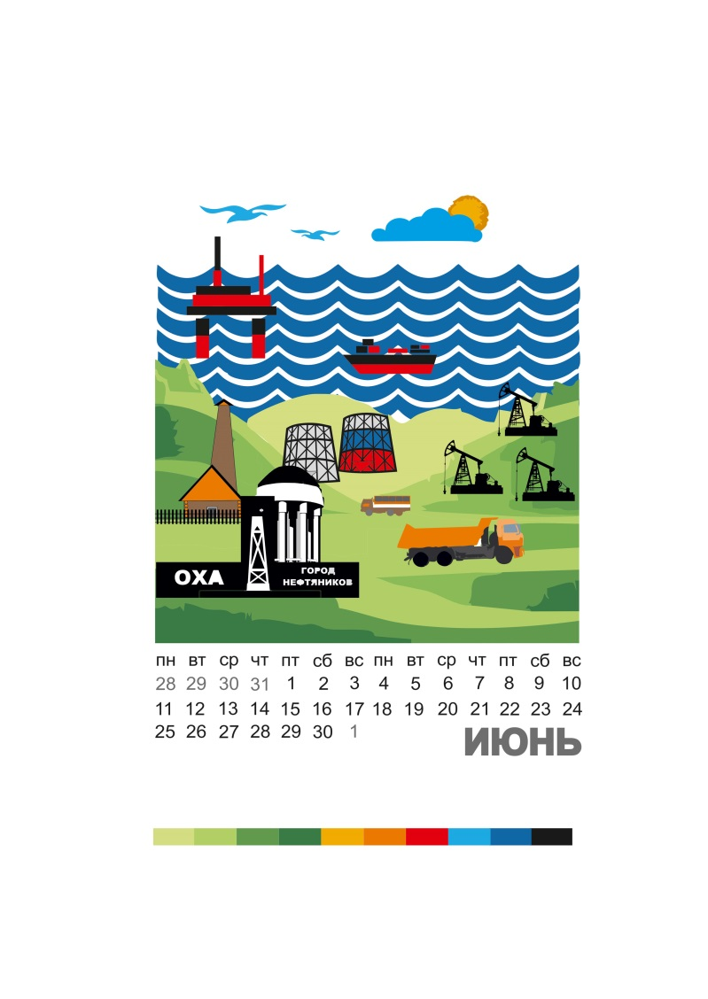 ОХА
ГОРОД
НЕФТЯНИКОВ
пн вт ср чт пт сб вс пн вт ср чт пт сб вс
28 29 30 31 1 2 3 4 5 6 7 8 9 10
11 12 13 14 15 16 17 18 19 20 21 22 23 24
25 26 27 28 29 30 1
ИЮНЬ